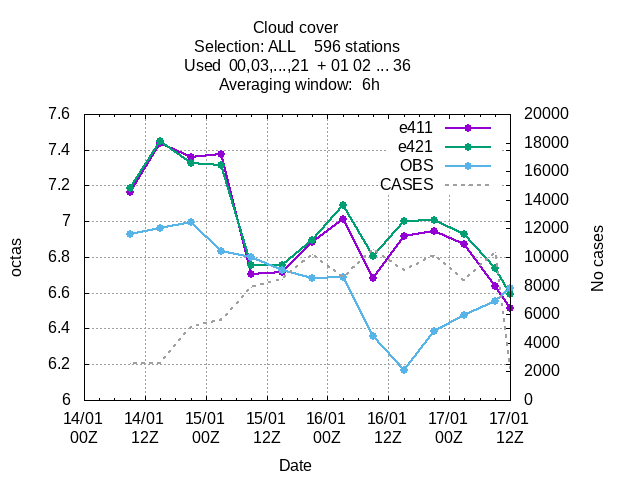 Cloud cover
Selection: ALL    596 stations
Used  00,03,...,21  + 01 02 ... 36
Averaging window:  6h
7.6
7.4
7.2
7
6.8
6.6
6.4
6.2
6
octas
20000
18000
16000
14000
12000
10000
8000
6000
4000
2000
0
No cases
e411
e421
OBS
CASES
14/01 14/01 15/01 15/01 16/01 16/01 17/01 17/01
00Z 12Z 00Z 12Z 00Z 12Z 00Z 12Z
Date